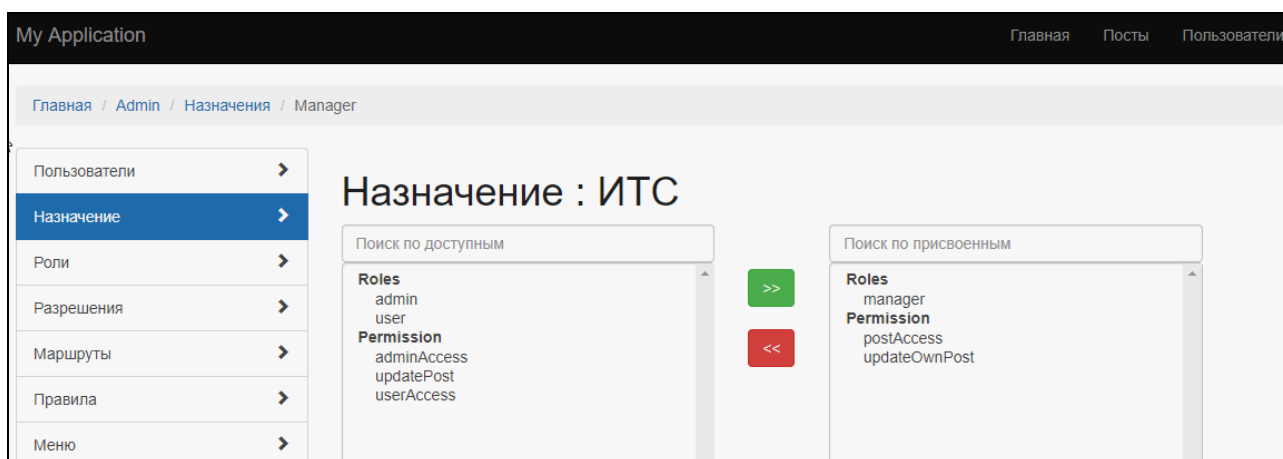 My Application
Главная Посты Пользователи
Главная / Admin / Назначения / Manager
Пользователи
Назначение
Роли
Разрешения
Маршруты
Правила
Меню
Назначение : ИТС
Поиск по доступным
Roles
admin
user
Permission
adminAccess
updatePost
userAccess
>>
<<
Поиск по присвоенным
Roles
manager
Permission
postAccess
updateOwnPost